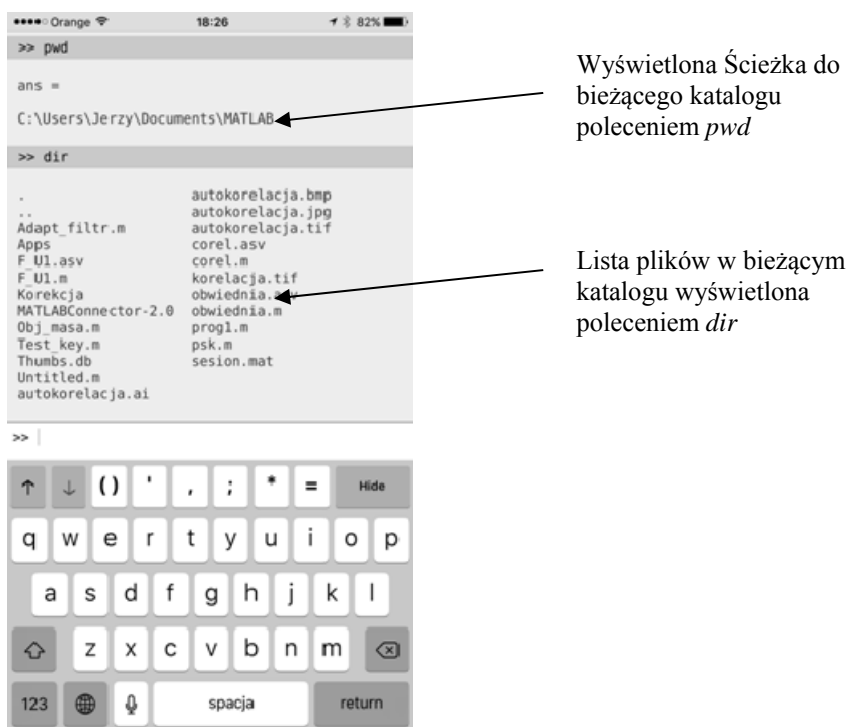 Orange 18:26 82%
>> pwd
ans =
C:\Users\Jerzy\Documents\MATLAB
>> dir
. autokorelacja.bmp
.. autokorelacja.jpg
Adapt_filtr.m autokorelacja.tif
Apps corel.asv
F_U1.asv corel.m
F_U1.m korelacja.tif
Korekcja
MATLABConnector-2.0 obwiednia.m
Obj_masa.m prog1.m
Test_key.m psk.m
Thumbs.db sesion.mat
Untitled.m
autokorelacja.ai
>>
↑ ↓ () ' , ; * = Hide
q w e r t y u i o p
a s d f g h j k l
z x c v b n m
123 spacja return
Wyświetlona Ścieżka do
bieżącego katalogu
poleceniem pwd
Lista plików w bieżącym
katalogu wyświetlona
poleceniem dir